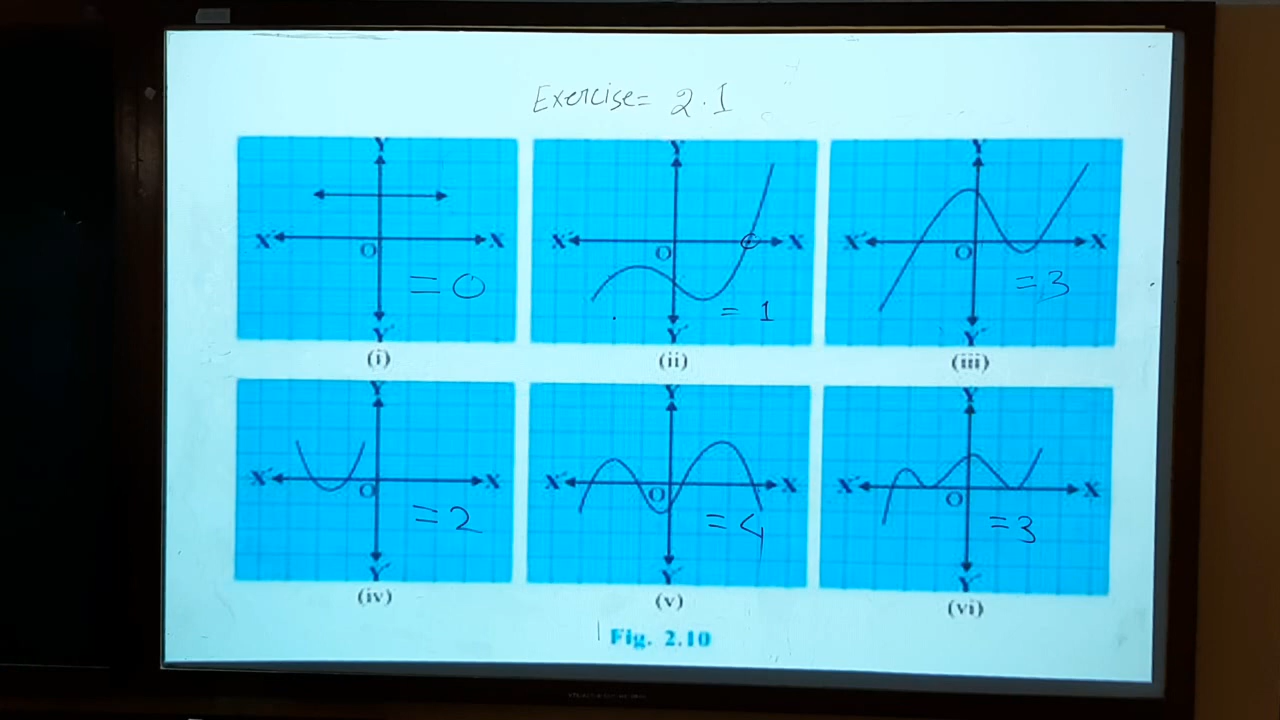 Exercise= 2.1
Y Y Y
X' O X X' O X X' O X
= 0 = 1 = 3
Y' Y' Y'
(i) (ii) (iii)
Y Y Y
X' O X X' O X X' O X
= 2 = 4 = 3
Y' Y' Y'
(iv) (v) (vi)
Fig. 2.10